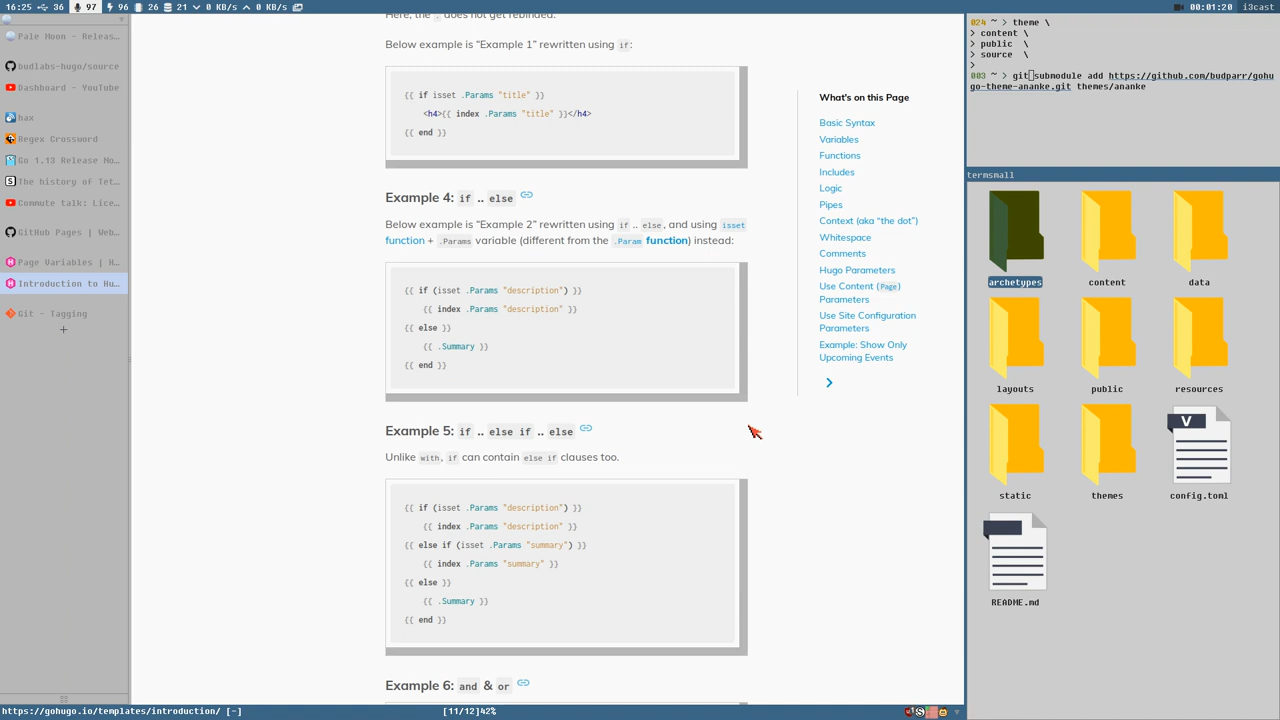 16:25 36 97 96 26 21 0 KB/s 0 KB/s
00:01:20 i3cast
Pale Moon - Releas…
budlabs-hugo/source
Dashboard - YouTube
bax
Regex Crossword
Go 1.13 Release No…
The history of Tet…
Commute talk: Lice…
GitHub Pages | Web…
Page Variables | H…
Introduction to Hu…
Git - Tagging
Here, the . does not get rebinded.
Below example is “Example 1” rewritten using if:
{{ if isset .Params "title" }}
<h4>{{ index .Params "title" }}</h4>
{{ end }}
Example 4: if .. else
Below example is “Example 2” rewritten using if .. else, and using isset
function + .Params variable (different from the .Param function) instead:
{{ if (isset .Params "description") }}
{{ index .Params "description" }}
{{ else }}
{{ .Summary }}
{{ end }}
Example 5: if .. else if .. else
Unlike with, if can contain else if clauses too.
{{ if (isset .Params "description") }}
{{ index .Params "description" }}
{{ else if (isset .Params "summary") }}
{{ index .Params "summary" }}
{{ else }}
{{ .Summary }}
{{ end }}
Example 6: and & or
What's on this Page
Basic Syntax
Variables
Functions
Includes
Logic
Pipes
Context (aka “the dot”)
Whitespace
Comments
Hugo Parameters
Use Content (Page)
Parameters
Use Site Configuration
Parameters
Example: Show Only
Upcoming Events
024 ~ > theme \
> content \
> public \
> source \
>
003 ~ > git submodule add https://github.com/budparr/gohu
go-theme-ananke.git themes/ananke
termsmall
archetypes content data
layouts public resources
V
static themes config.toml
README.md
https://gohugo.io/templates/introduction/ [-]
[11/12]42%